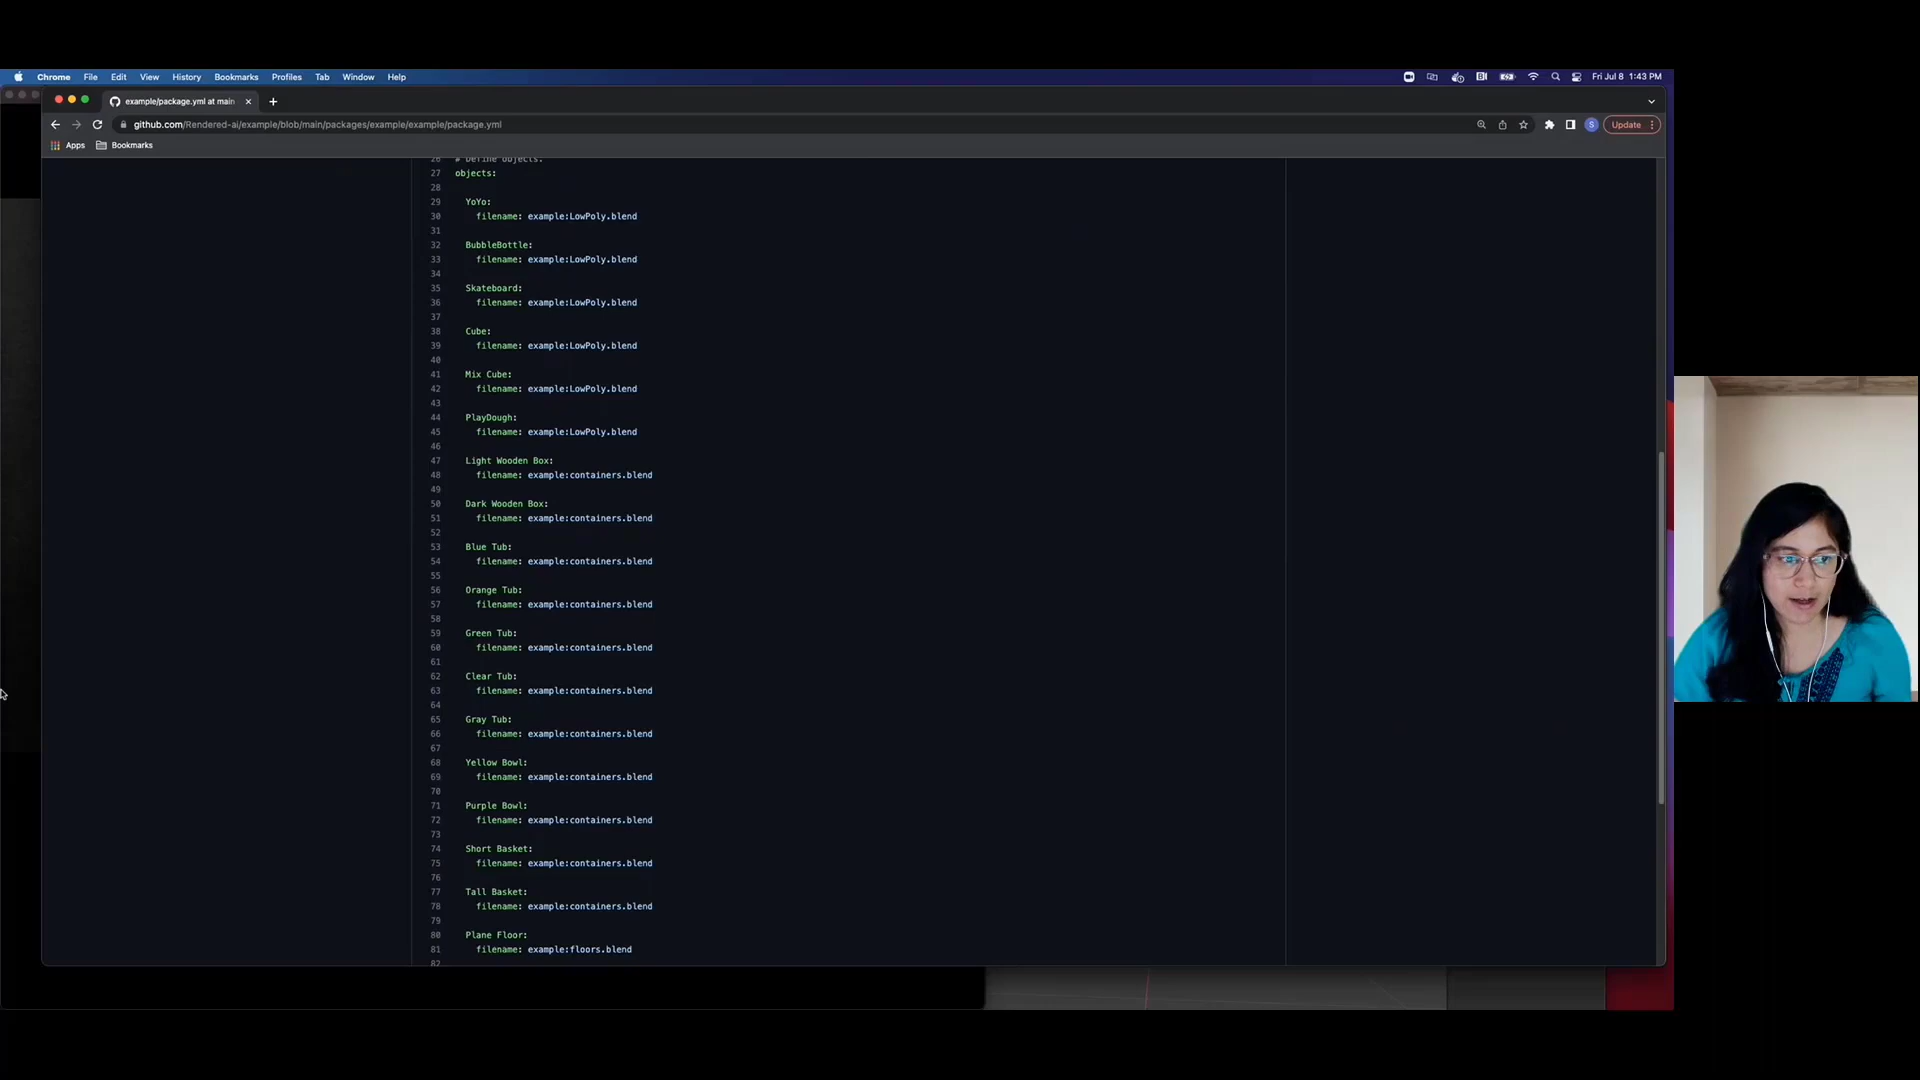 Chrome File Edit View History Bookmarks Profiles Tab Window Help Fri Jul 8 1:43 PM
example/package.yml at main
github.com/Rendered-ai/example/blob/main/packages/example/example/package.yml S Update
Apps Bookmarks
26 # Define objects.
27 objects:
28
29 YoYo:
30 filename: example:LowPoly.blend
31
32 BubbleBottle:
33 filename: example:LowPoly.blend
34
35 Skateboard:
36 filename: example:LowPoly.blend
37
38 Cube:
39 filename: example:LowPoly.blend
40
41 Mix Cube:
42 filename: example:LowPoly.blend
43
44 PlayDough:
45 filename: example:LowPoly.blend
46
47 Light Wooden Box:
48 filename: example:containers.blend
49
50 Dark Wooden Box:
51 filename: example:containers.blend
52
53 Blue Tub:
54 filename: example:containers.blend
55
56 Orange Tub:
57 filename: example:containers.blend
58
59 Green Tub:
60 filename: example:containers.blend
61
62 Clear Tub:
63 filename: example:containers.blend
64
65 Gray Tub:
66 filename: example:containers.blend
67
68 Yellow Bowl:
69 filename: example:containers.blend
70
71 Purple Bowl:
72 filename: example:containers.blend
73
74 Short Basket:
75 filename: example:containers.blend
76
77 Tall Basket:
78 filename: example:containers.blend
79
80 Plane Floor:
81 filename: example:floors.blend
82